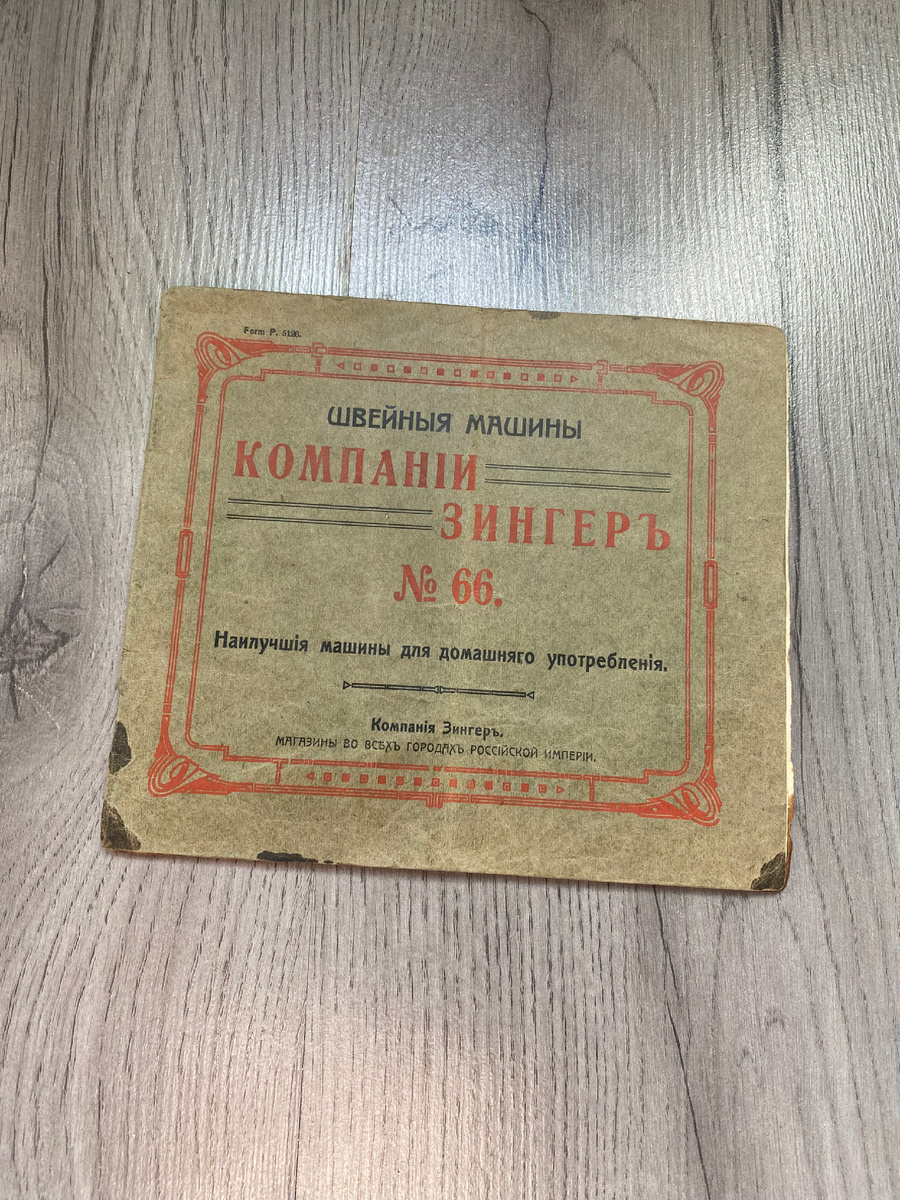 Form P. 5126.
ШВЕЙНЫЯ МАШИНЫ
КОМПАНІИ
ЗИНГЕРЪ
№ 66.
Наилучшія машины для домашняго употребленія.
Компанія Зингеръ.
МАГАЗИНЫ ВО ВСѢХЪ ГОРОДАХЪ РОССІЙСКОЙ ИМПЕРІИ.